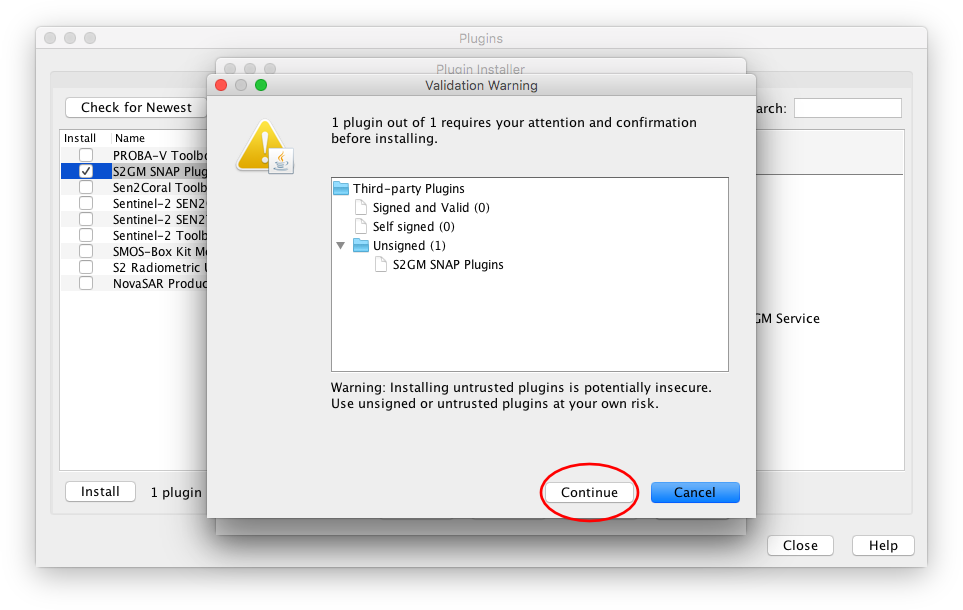 Plugins
Plugin Installer
Validation Warning
Check for Newest
arch:
Install Name
PROBA-V Toolbo
S2GM SNAP Plug
Sen2Coral Toolb
Sentinel-2 SEN2
Sentinel-2 SEN2
Sentinel-2 Toolb
SMOS-Box Kit Mo
S2 Radiometric U
NovaSAR Produc
1 plugin out of 1 requires your attention and confirmation
before installing.
Third-party Plugins
Signed and Valid (0)
Self signed (0)
Unsigned (1)
S2GM SNAP Plugins
GM Service
Warning: Installing untrusted plugins is potentially insecure.
Use unsigned or untrusted plugins at your own risk.
Install 1 plugin
Continue Cancel
Close Help